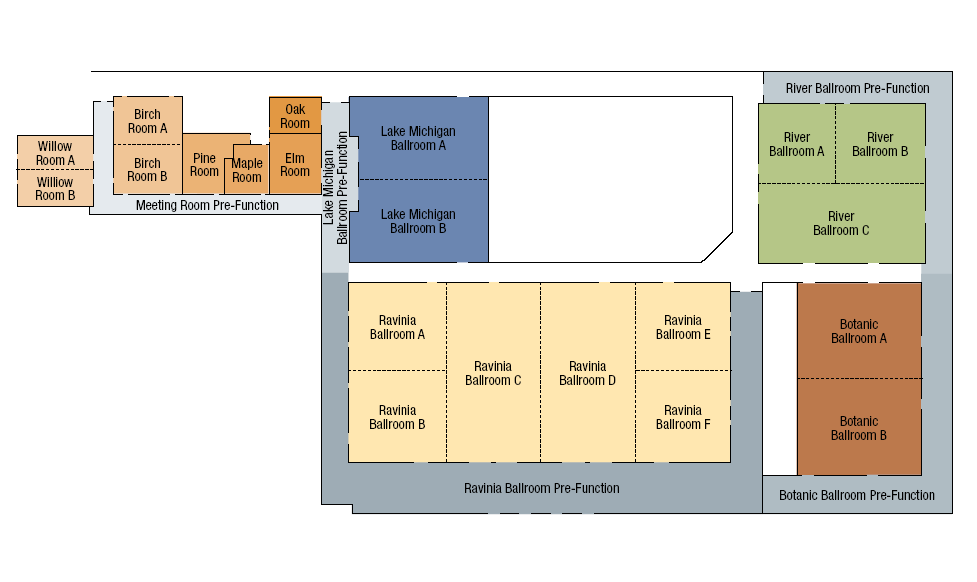 River Ballroom Pre-Function
Birch
Room A
Oak
Room
Lake Michigan
Ballroom A
River
Ballroom A
River
Ballroom B
Willow
Room A
Birch
Room B
Pine
Room
Maple
Room
Elm
Room
Lake Michigan
Ballroom Pre-Function
Willow
Room B
Meeting Room Pre-Function
Lake Michigan
Ballroom B
River
Ballroom C
Ravinia
Ballroom A
Ravinia
Ballroom C
Ravinia
Ballroom D
Ravinia
Ballroom E
Botanic
Ballroom A
Ravinia
Ballroom B
Ravinia
Ballroom F
Botanic
Ballroom B
Ravinia Ballroom Pre-Function
Botanic Ballroom Pre-Function